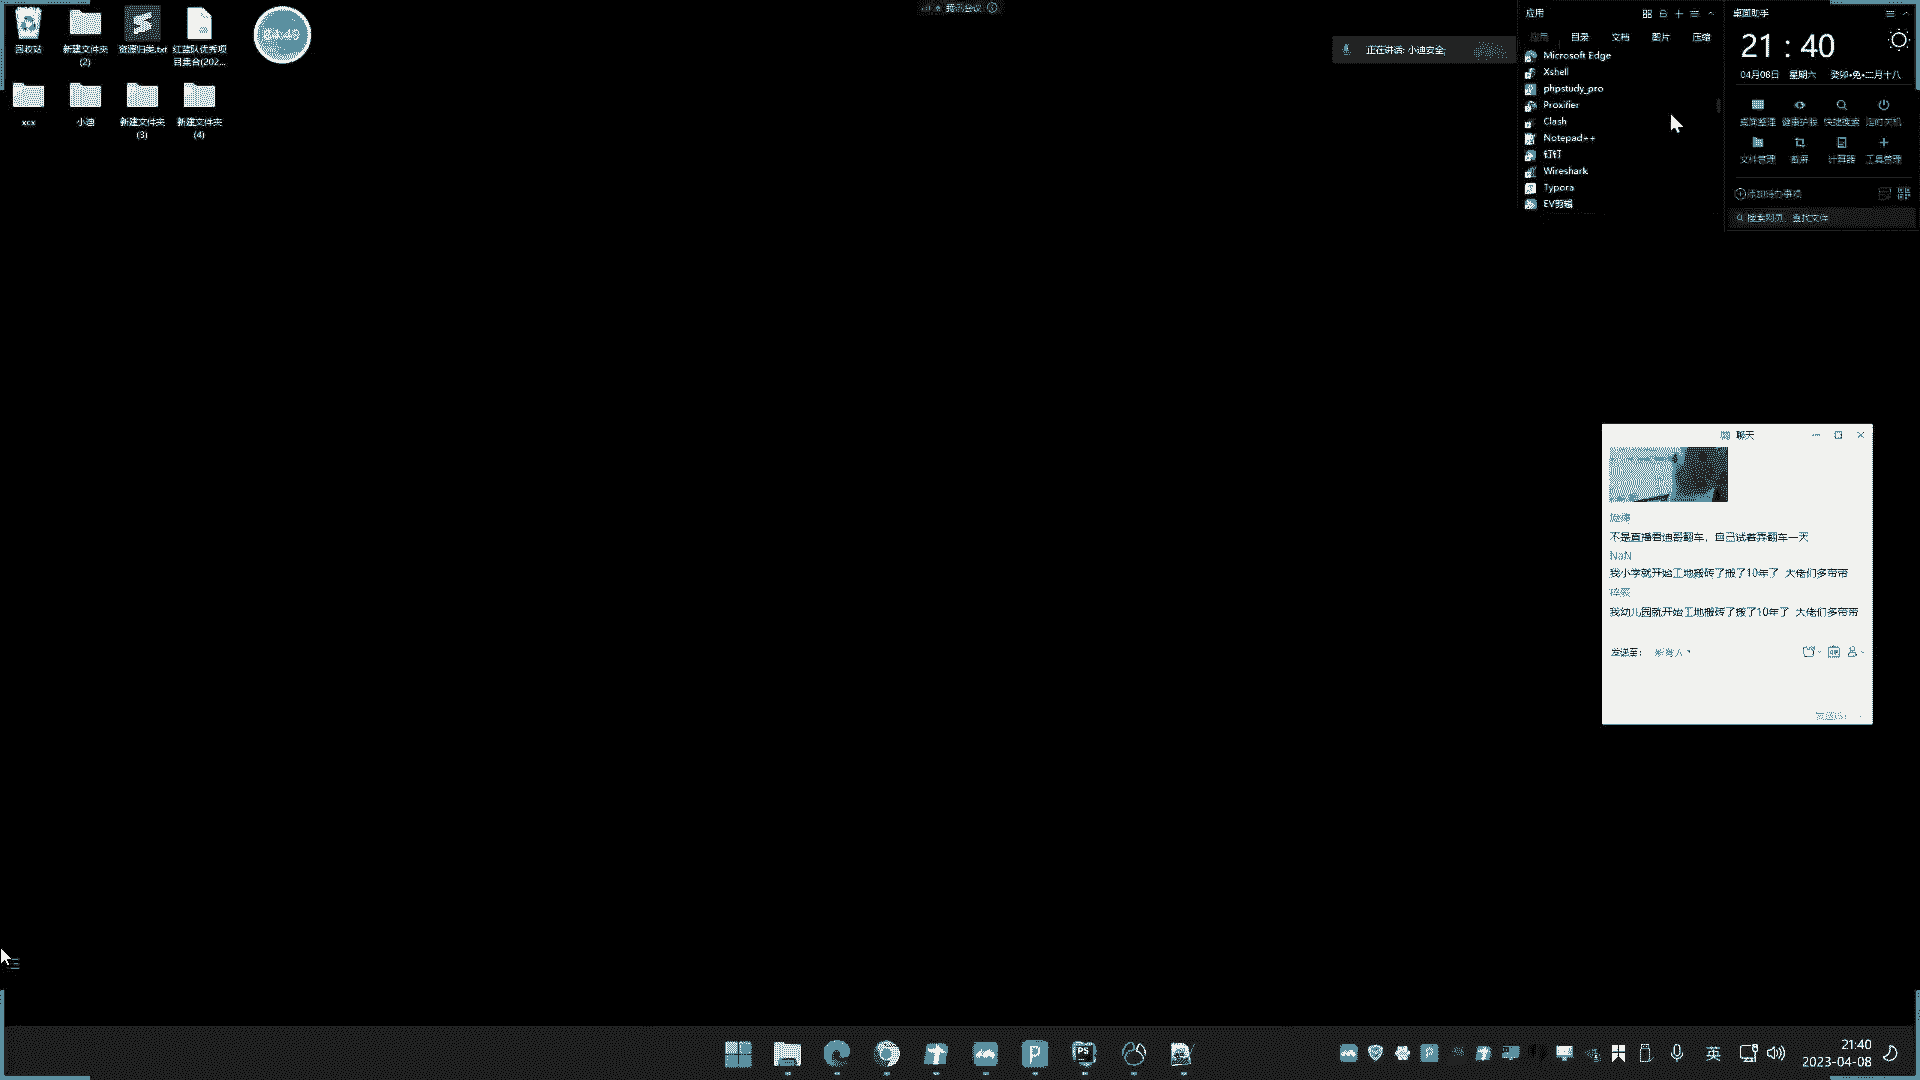 回收站
新建文件夹
(2)
资源归类.txt
红蓝队优秀项
目集合(202...
24:49
xcx
小迪
新建文件夹
(3)
新建文件夹
(4)
腾讯会议
正在讲话: 小迪安全;
应用
目录 文档 图片 压缩
Microsoft Edge
Xshell
phpstudy_pro
Proxifier
Clash
Notepad++
钉钉
Wireshark
Typora
EV剪辑
桌面助手
21 : 40
04月08日 星期六 癸卯•兔•二月十八
桌面整理 健康护眼 快速搜索 定时关机
文件管理 截屏 计算器 工具管理
添加待办事项
搜索网页、查找文件
聊天
不是直播看迪哥翻车，自己试着弄翻车一天
NaN
我小学就开始工地搬砖了搬了10年了 大佬们多带带
我幼儿园就开始工地搬砖了搬了10年了 大佬们多带带
发送至: 所有人
英
21:40
2023-04-08